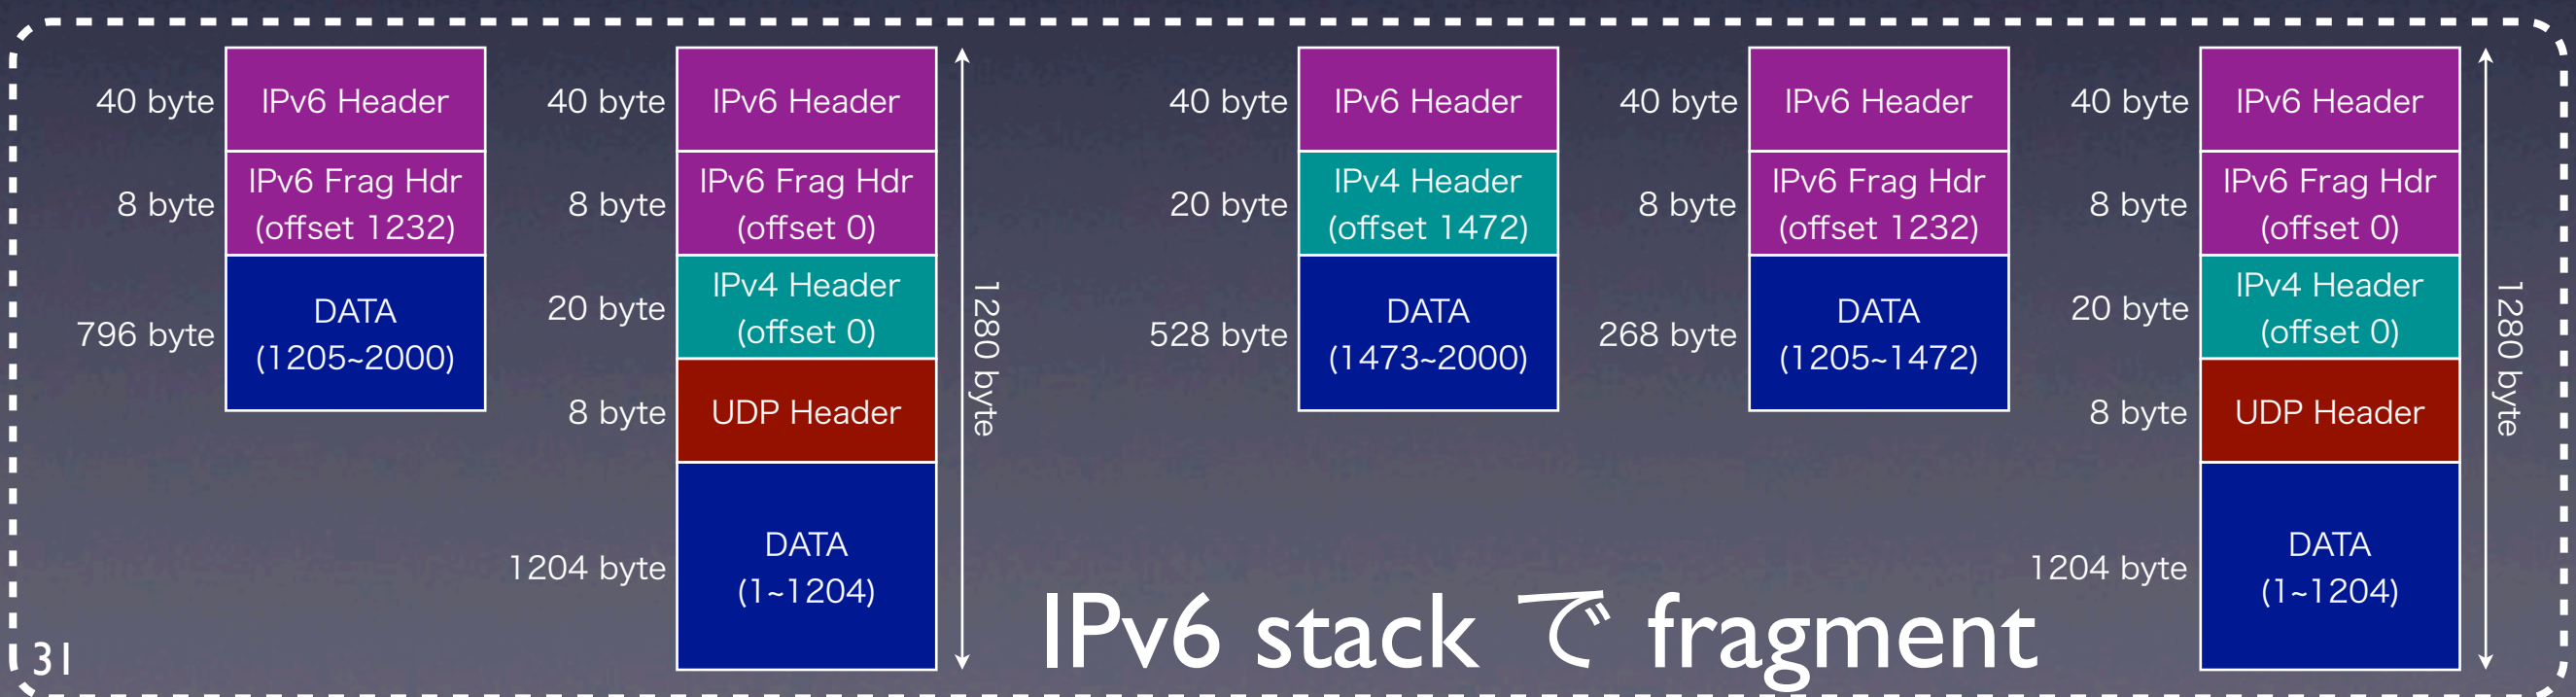 40 byte
IPv6 Header
8 byte
IPv6 Frag Hdr
(offset 1232)
796 byte
DATA
(1205~2000)
40 byte
IPv6 Header
8 byte
IPv6 Frag Hdr
(offset 0)
20 byte
IPv4 Header
(offset 0)
8 byte
UDP Header
1204 byte
DATA
(1~1204)
1280 byte
40 byte
IPv6 Header
20 byte
IPv4 Header
(offset 1472)
528 byte
DATA
(1473~2000)
40 byte
IPv6 Header
8 byte
IPv6 Frag Hdr
(offset 1232)
268 byte
DATA
(1205~1472)
40 byte
IPv6 Header
8 byte
IPv6 Frag Hdr
(offset 0)
20 byte
IPv4 Header
(offset 0)
8 byte
UDP Header
1204 byte
DATA
(1~1204)
1280 byte
IPv6 stack で fragment
31